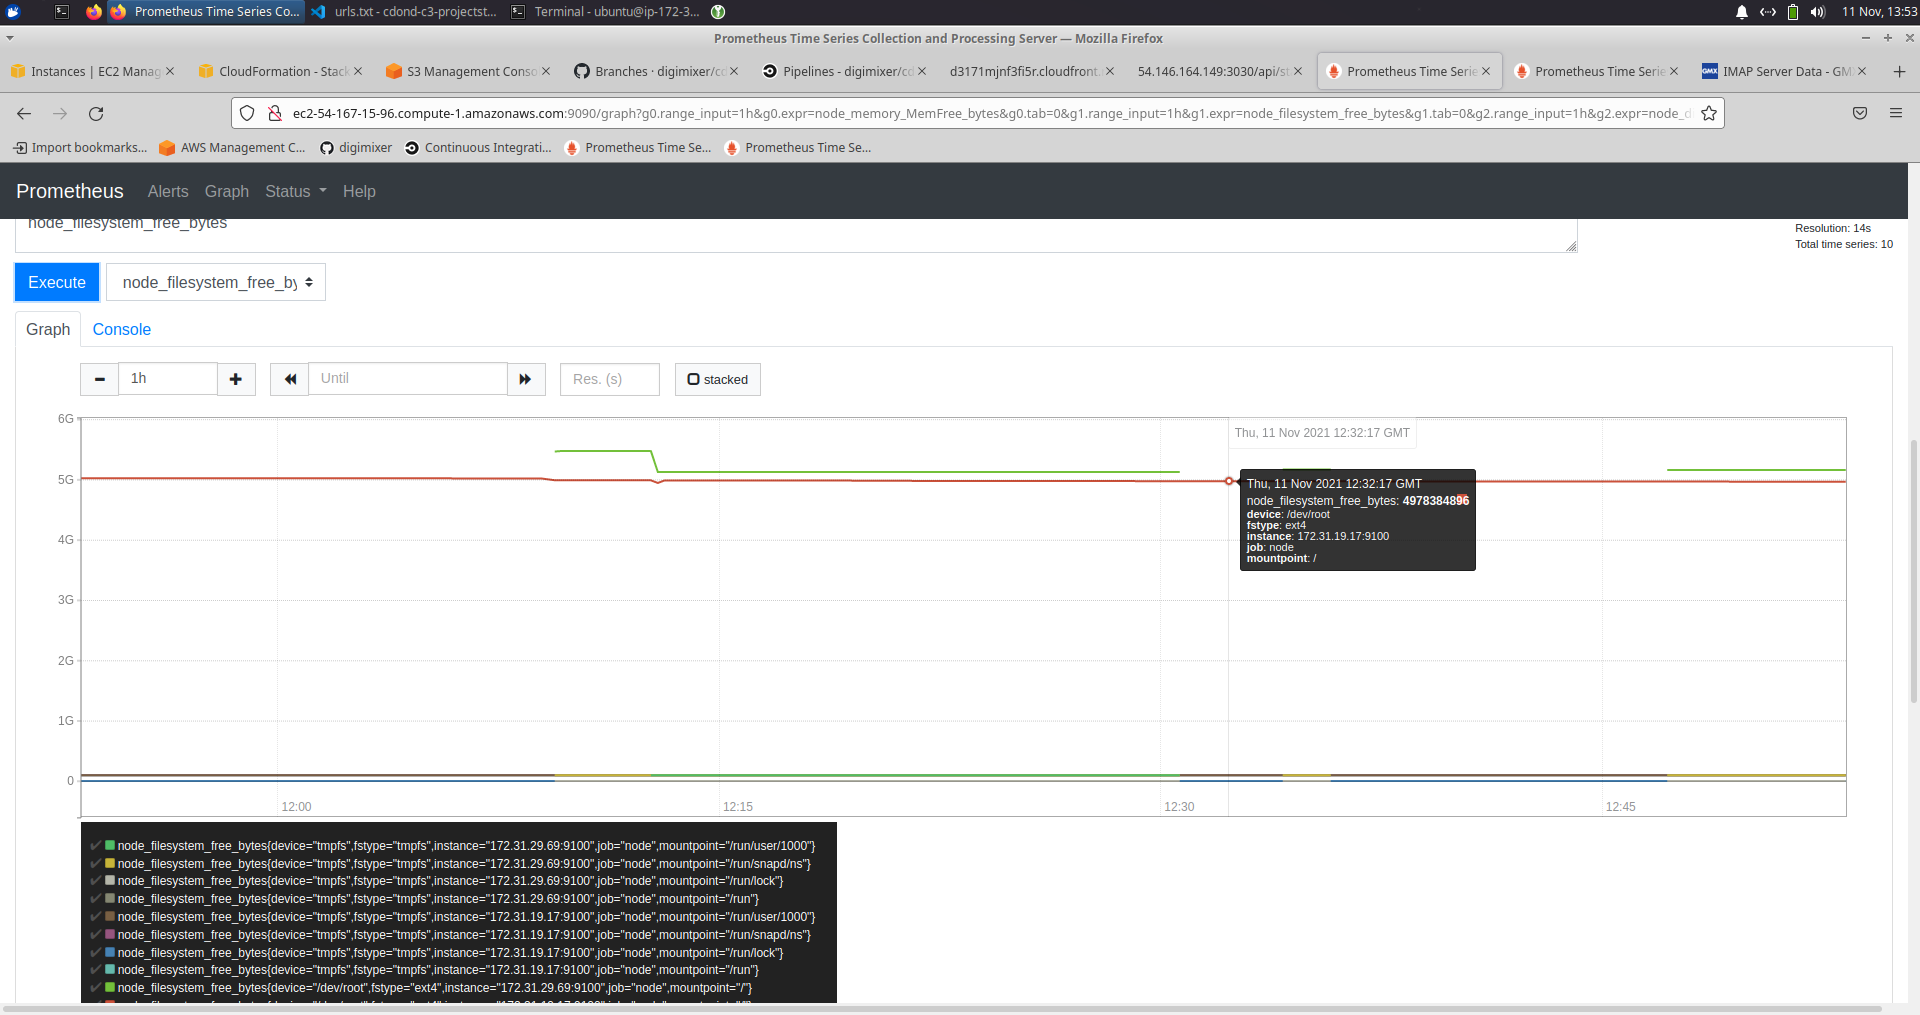 Prometheus Time Series Co...
urls.txt - cdond-c3-projectst...
Terminal - ubuntu@ip-172-3...
11 Nov, 13:53
Prometheus Time Series Collection and Processing Server — Mozilla Firefox
Instances | EC2 Manag
CloudFormation - Stack
S3 Management Conso
Branches · digimixer/cd
Pipelines - digimixer/cd
d3171mjnf3fi5r.cloudfront.
54.146.164.149:3030/api/st
Prometheus Time Serie
Prometheus Time Serie
GMX IMAP Server Data - GM
ec2-54-167-15-96.compute-1.amazonaws.com:9090/graph?g0.range_input=1h&g0.expr=node_memory_MemFree_bytes&g0.tab=0&g1.range_input=1h&g1.expr=node_filesystem_free_bytes&g1.tab=0&g2.range_input=1h&g2.expr=node_d
Import bookmarks...
AWS Management C...
digimixer
Continuous Integrati...
Prometheus Time Se...
Prometheus Time Se...
Prometheus Alerts Graph Status Help
node_filesystem_free_bytes
Resolution: 14s
Total time series: 10
Execute
node_filesystem_free_by
Graph Console
1h
Until
Res. (s)
stacked
6G
5G
4G
3G
2G
1G
0
Thu, 11 Nov 2021 12:32:17 GMT
Thu, 11 Nov 2021 12:32:17 GMT
node_filesystem_free_bytes: 4978384896
device: /dev/root
fstype: ext4
instance: 172.31.19.17:9100
job: node
mountpoint: /
12:00
12:15
12:30
12:45
node_filesystem_free_bytes{device="tmpfs",fstype="tmpfs",instance="172.31.29.69:9100",job="node",mountpoint="/run/user/1000"}
node_filesystem_free_bytes{device="tmpfs",fstype="tmpfs",instance="172.31.29.69:9100",job="node",mountpoint="/run/snapd/ns"}
node_filesystem_free_bytes{device="tmpfs",fstype="tmpfs",instance="172.31.29.69:9100",job="node",mountpoint="/run/lock"}
node_filesystem_free_bytes{device="tmpfs",fstype="tmpfs",instance="172.31.29.69:9100",job="node",mountpoint="/run"}
node_filesystem_free_bytes{device="tmpfs",fstype="tmpfs",instance="172.31.19.17:9100",job="node",mountpoint="/run/user/1000"}
node_filesystem_free_bytes{device="tmpfs",fstype="tmpfs",instance="172.31.19.17:9100",job="node",mountpoint="/run/snapd/ns"}
node_filesystem_free_bytes{device="tmpfs",fstype="tmpfs",instance="172.31.19.17:9100",job="node",mountpoint="/run/lock"}
node_filesystem_free_bytes{device="tmpfs",fstype="tmpfs",instance="172.31.19.17:9100",job="node",mountpoint="/run"}
node_filesystem_free_bytes{device="/dev/root",fstype="ext4",instance="172.31.29.69:9100",job="node",mountpoint="/"}